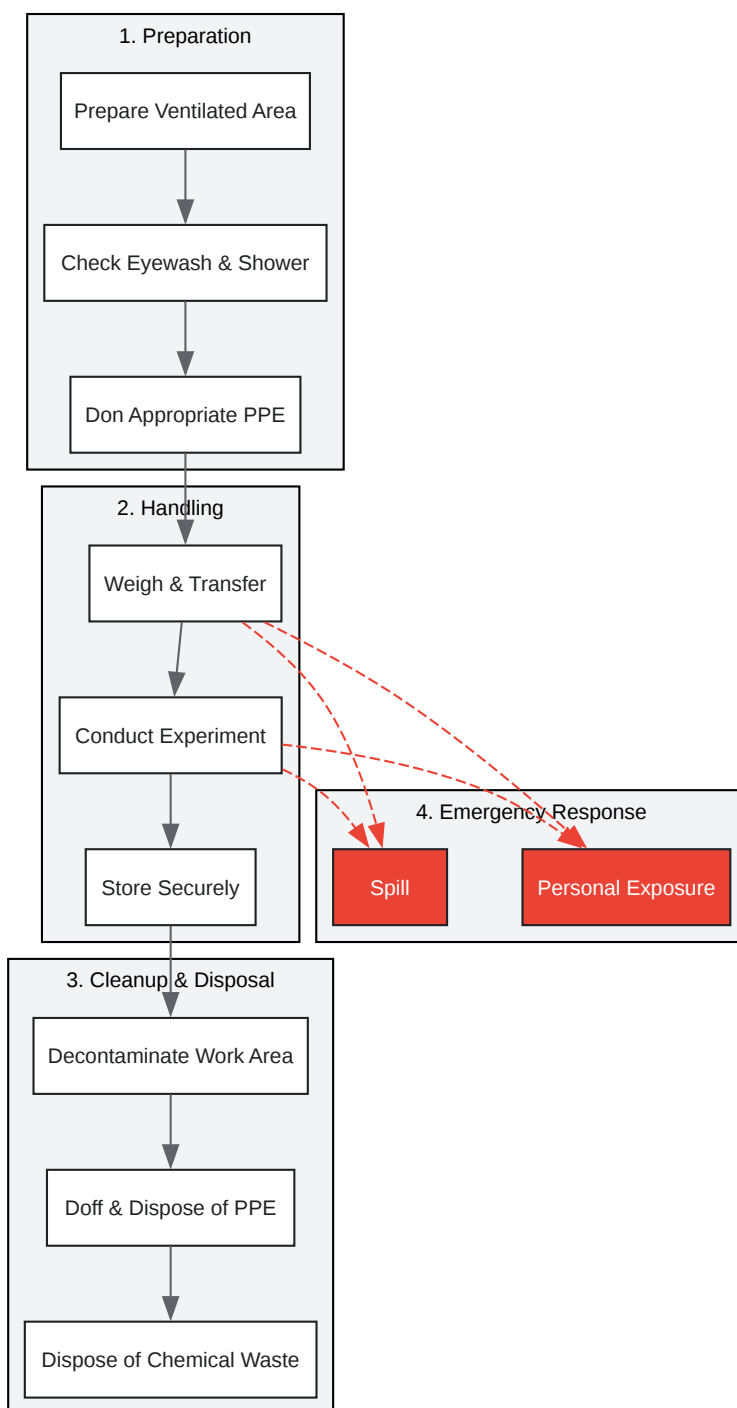 1. Preparation
Prepare Ventilated Area
Check Eyewash & Shower
Don Appropriate PPE
2. Handling
Weigh & Transfer
Conduct Experiment
Store Securely
4. Emergency Response
Spill
Personal Exposure
3. Cleanup & Disposal
Decontaminate Work Area
Doff & Dispose of PPE
Dispose of Chemical Waste